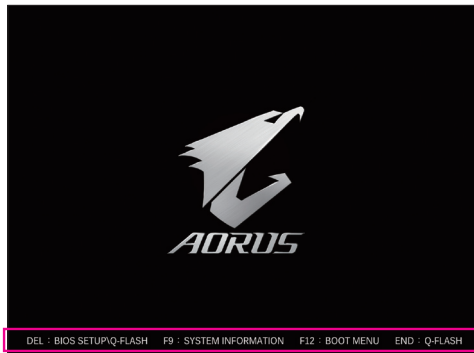 AORUS
DEL : BIOS SETUP\Q-FLASH F9 : SYSTEM INFORMATION F12 : BOOT MENU END : Q-FLASH